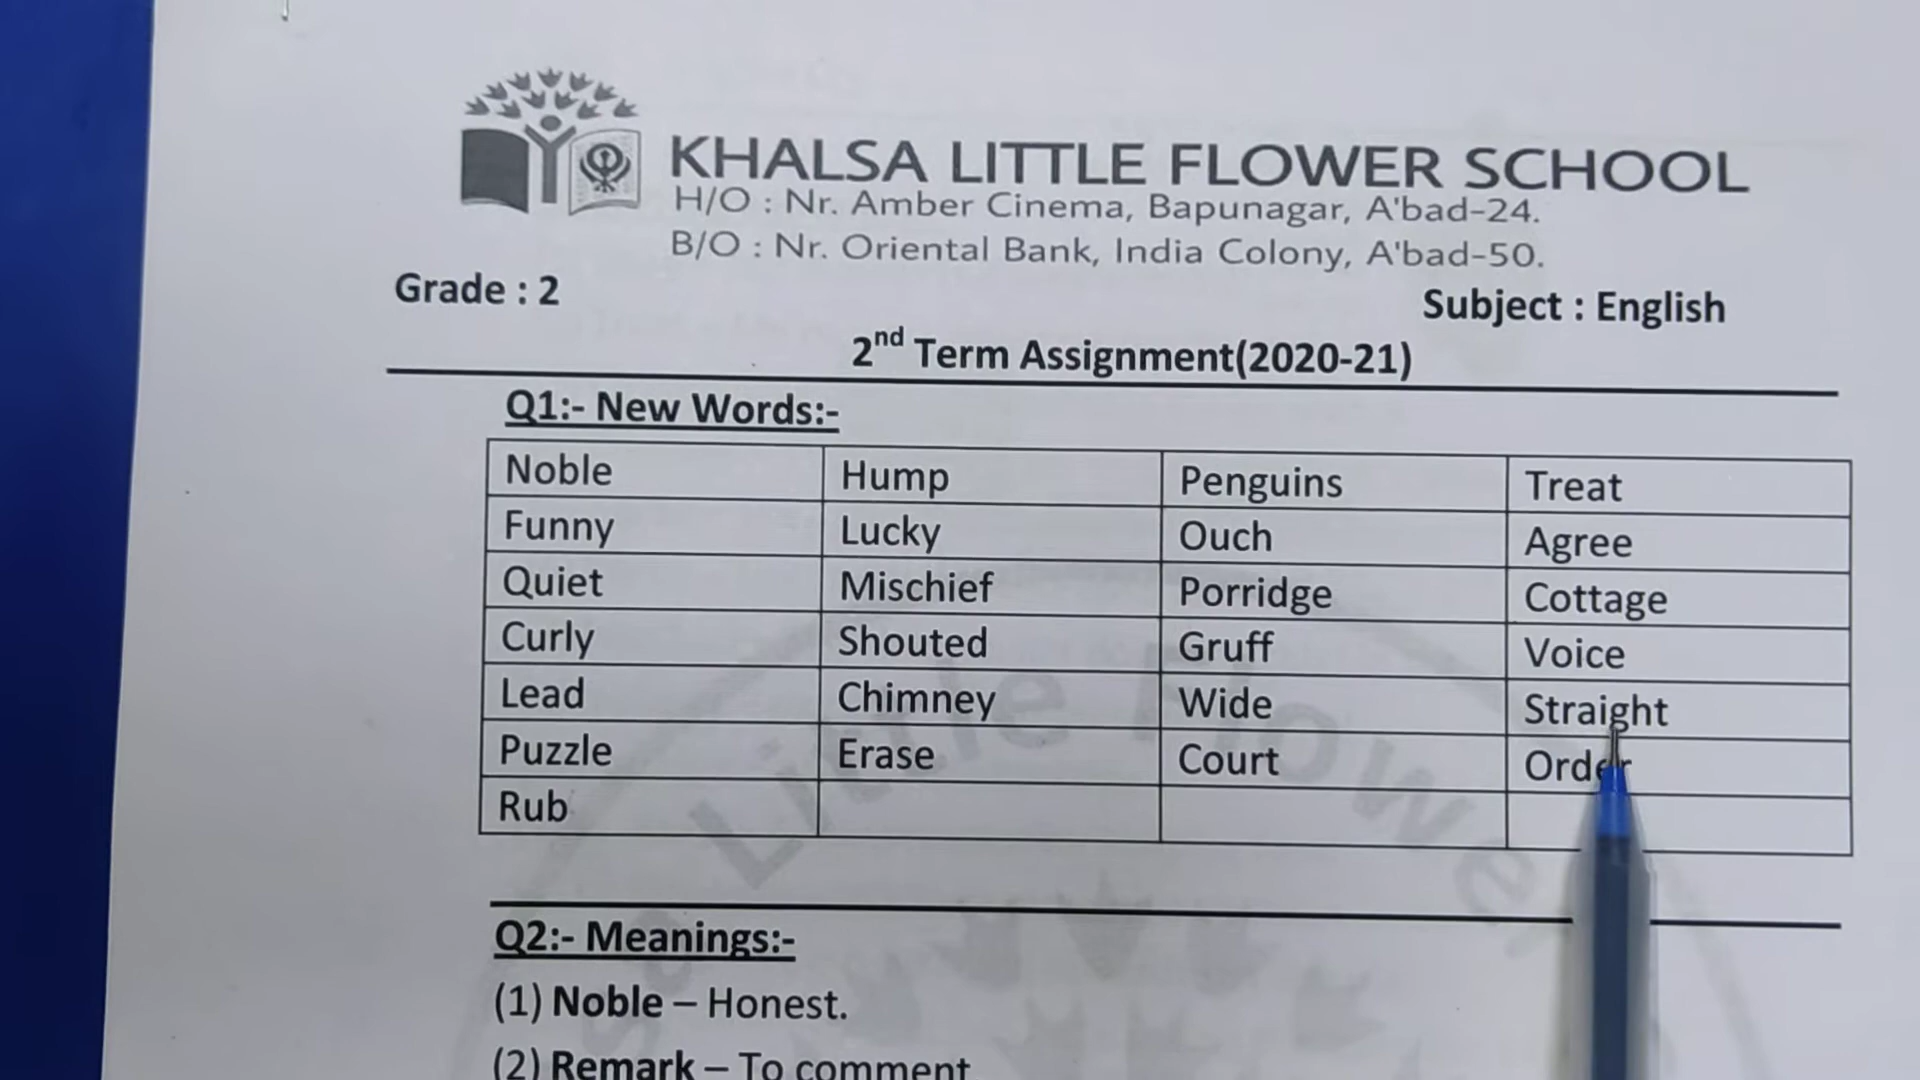 KHALSA LITTLE FLOWER SCHOOL
H/O : Nr. Amber Cinema, Bapunagar, A'bad-24.
B/O : Nr. Oriental Bank, India Colony, A'bad-50.
Grade : 2 Subject : English
2nd Term Assignment(2020-21)
Q1:- New Words:-
Noble Hump Penguins Treat
Funny Lucky Ouch Agree
Quiet Mischief Porridge Cottage
Curly Shouted Gruff Voice
Lead Chimney Wide Straight
Puzzle Erase Court Order
Rub
Little Flower
Q2:- Meanings:-
(1) Noble – Honest.
(2) Remark – To comment